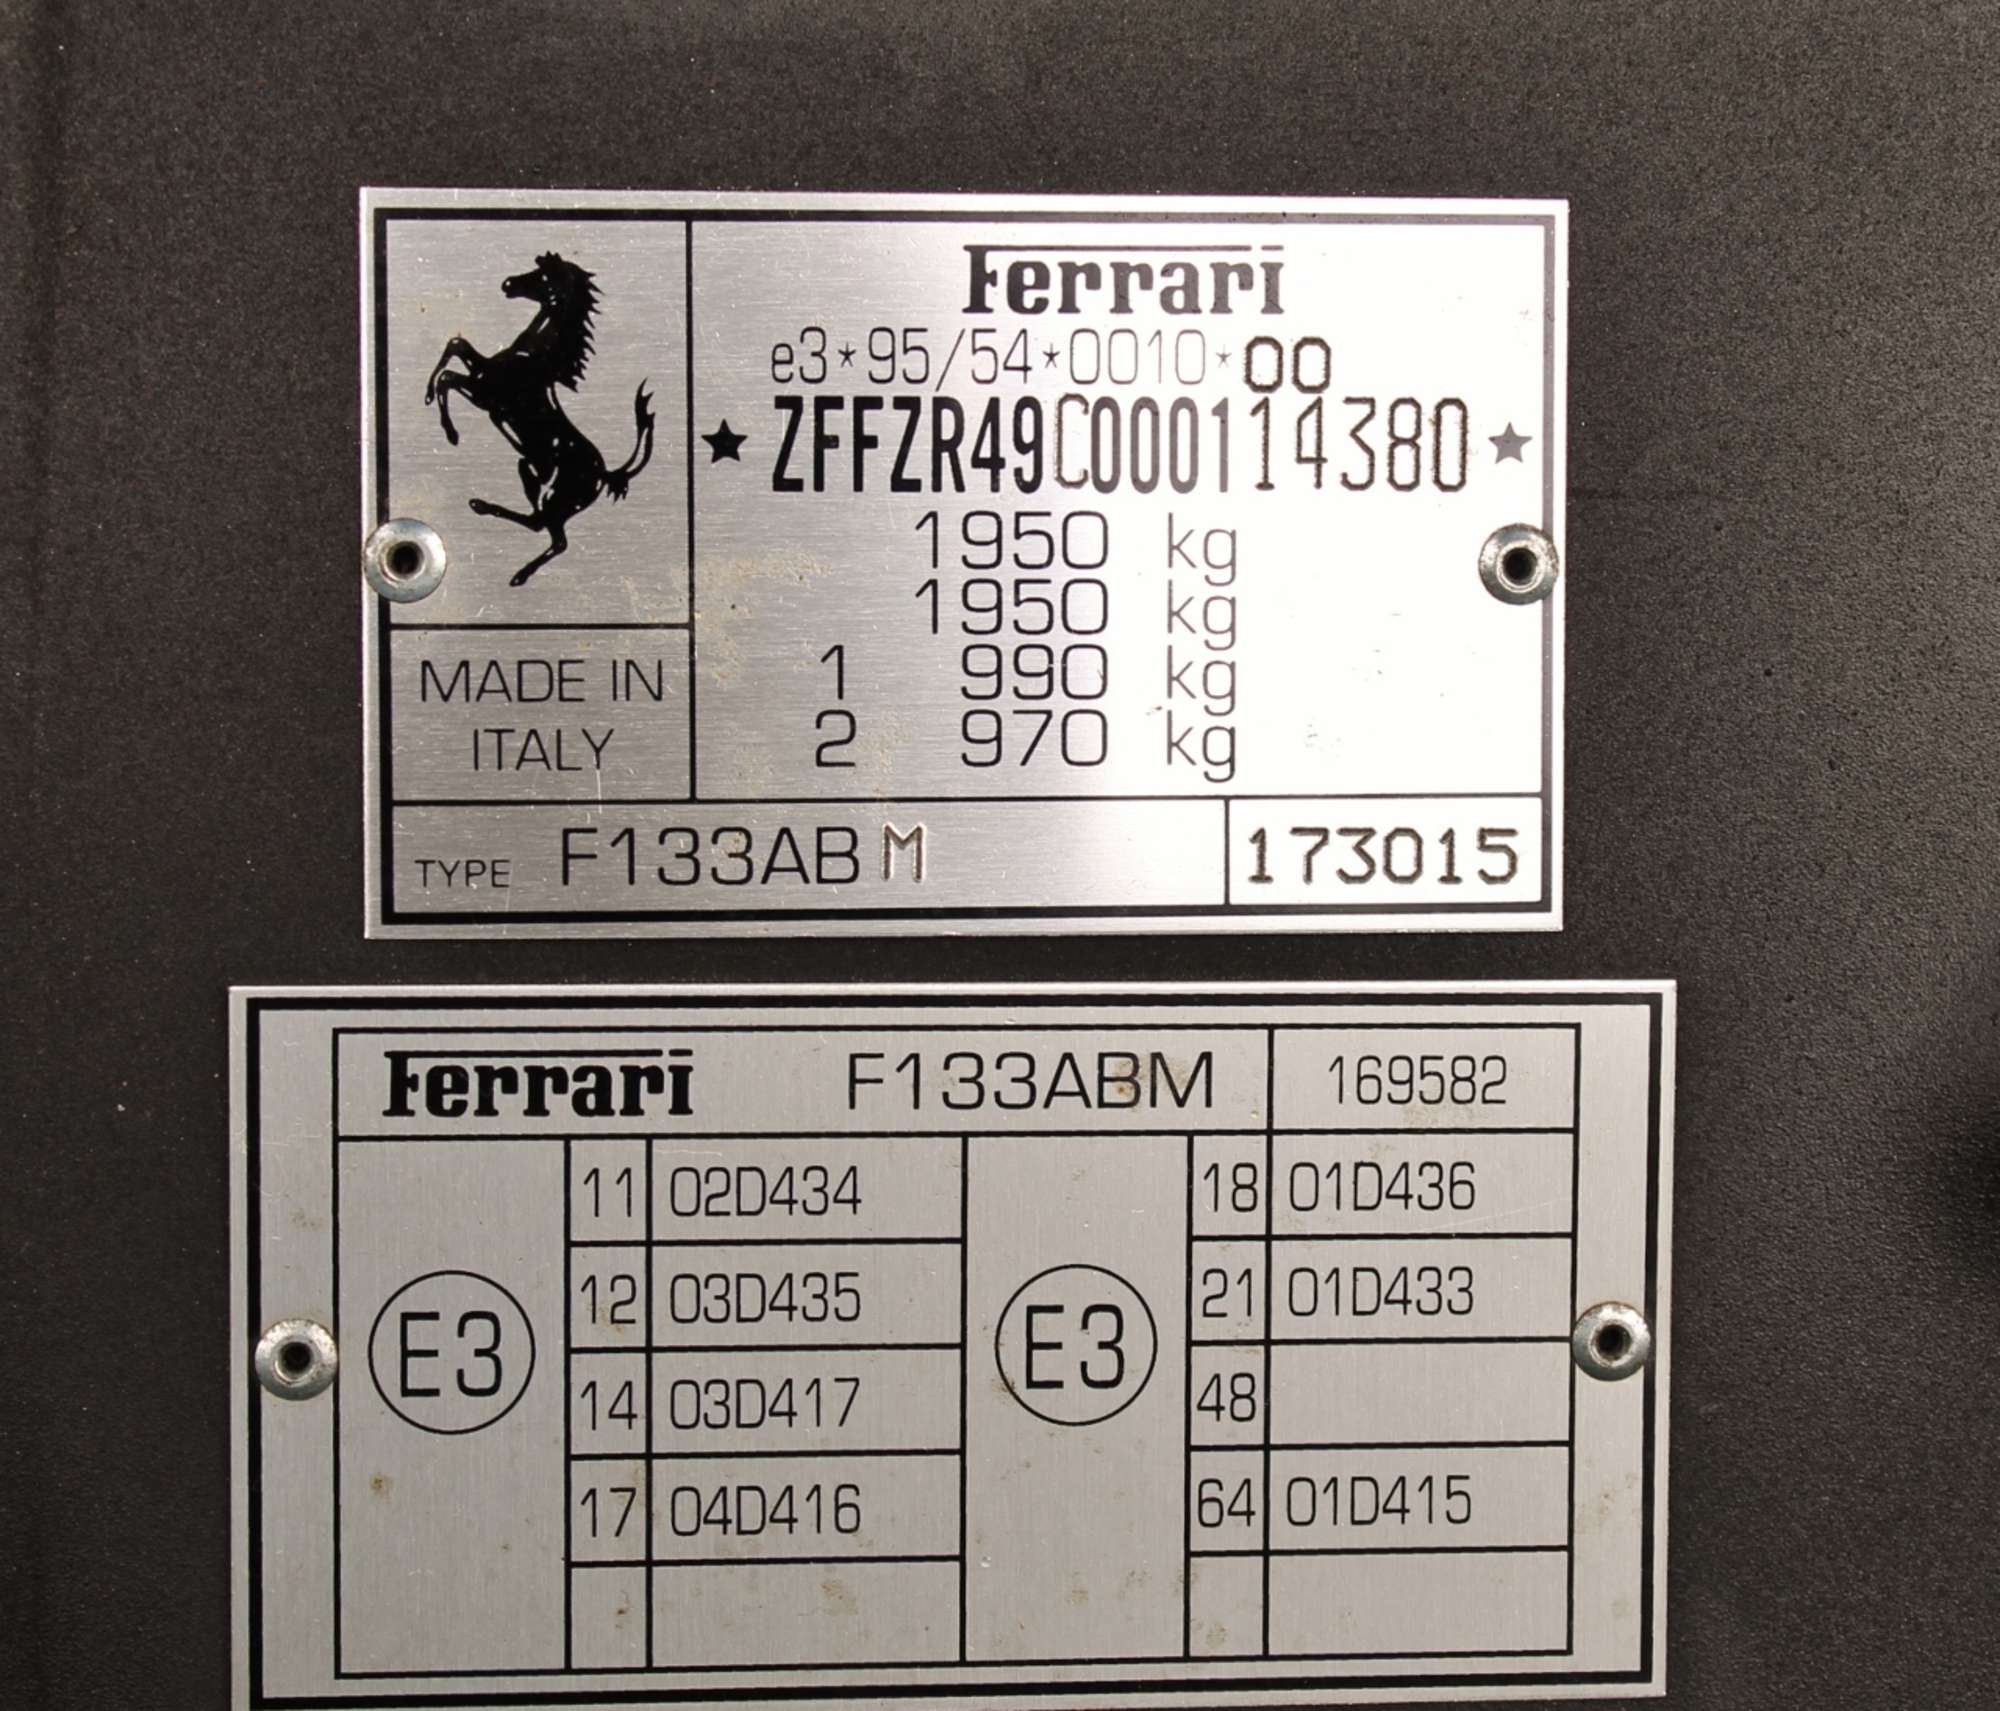 Ferrari
e3*95/54*0010*00
★ZFFZR49C000114380★
1950 kg
1950 kg
1 990 kg
2 970 kg
MADE IN
ITALY
TYPE F133ABM 173015
Ferrari F133ABM 169582
E3
11 02D434
12 03D435
14 03D417
17 04D416
E3
18 01D436
21 01D433
48
64 01D415